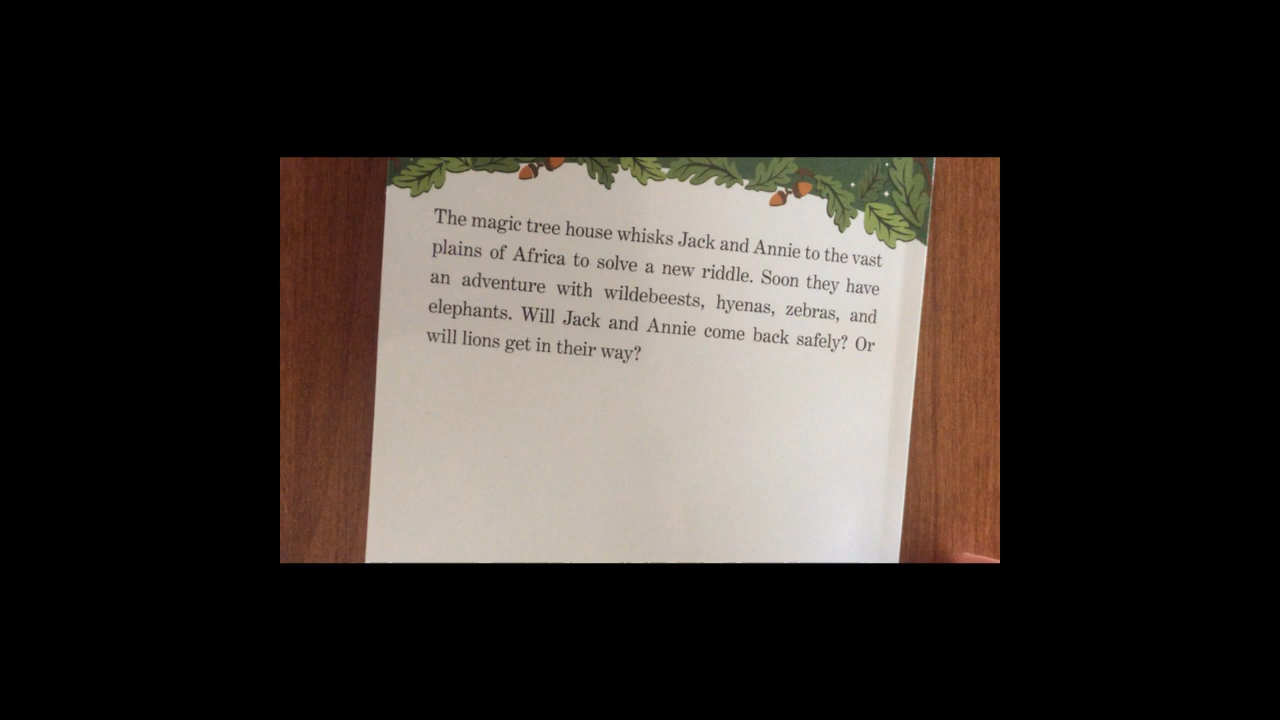 The magic tree house whisks Jack and Annie to the vast
plains of Africa to solve a new riddle. Soon they have
an adventure with wildebeests, hyenas, zebras, and
elephants. Will Jack and Annie come back safely? Or
will lions get in their way?